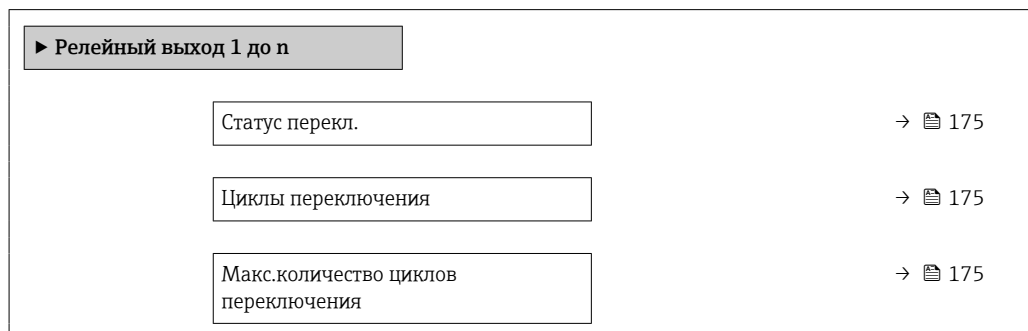 ▶ Релейный выход 1 до n
Статус перекл. → 175
Циклы переключения → 175
Макс.количество циклов → 175
переключения